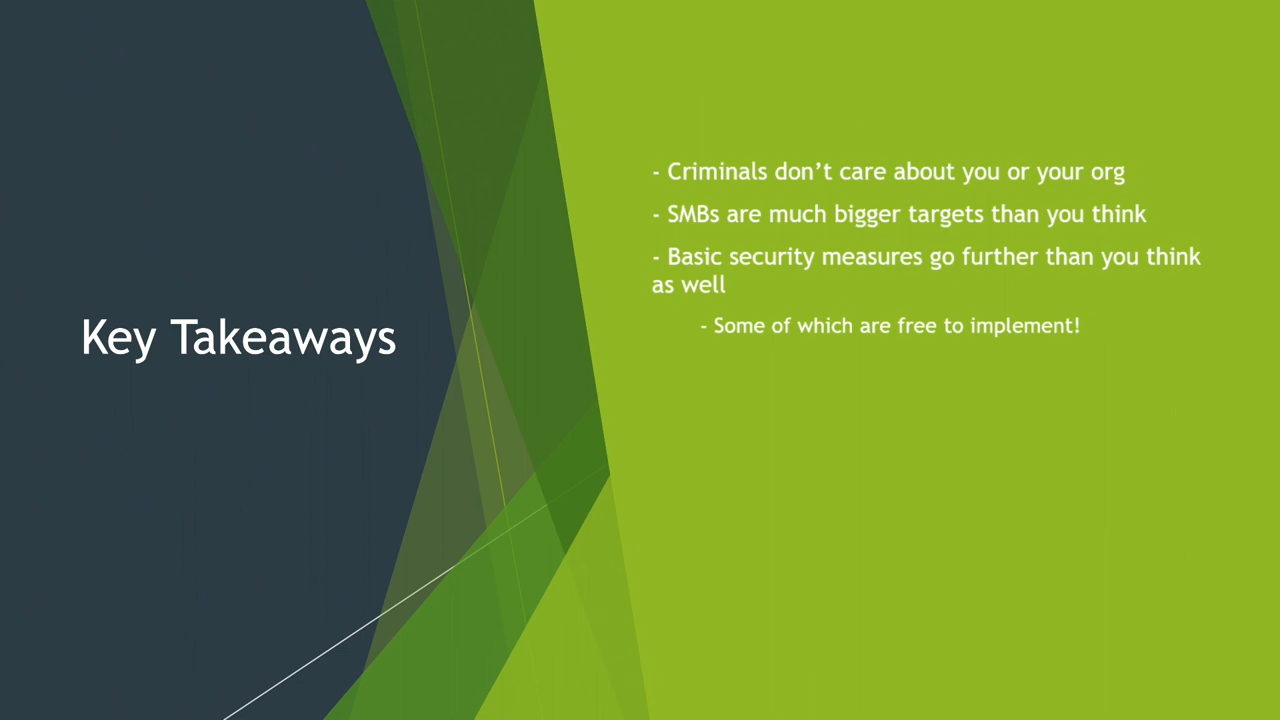 Key Takeaways
- Criminals don’t care about you or your org
- SMBs are much bigger targets than you think
- Basic security measures go further than you think
as well
- Some of which are free to implement!